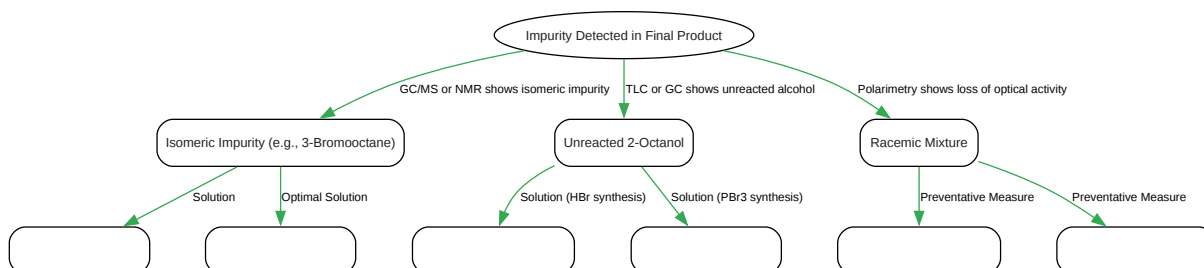 Impurity Detected in Final Product
GC/MS or NMR shows isomeric impurity
TLC or GC shows unreacted alcohol
Polarimetry shows loss of optical activity
Isomeric Impurity (e.g., 3-Bromooctane)
Unreacted 2-Octanol
Racemic Mixture
Solution
Optimal Solution
Solution (HBr synthesis)
Solution (PBr3 synthesis)
Preventative Measure
Preventative Measure